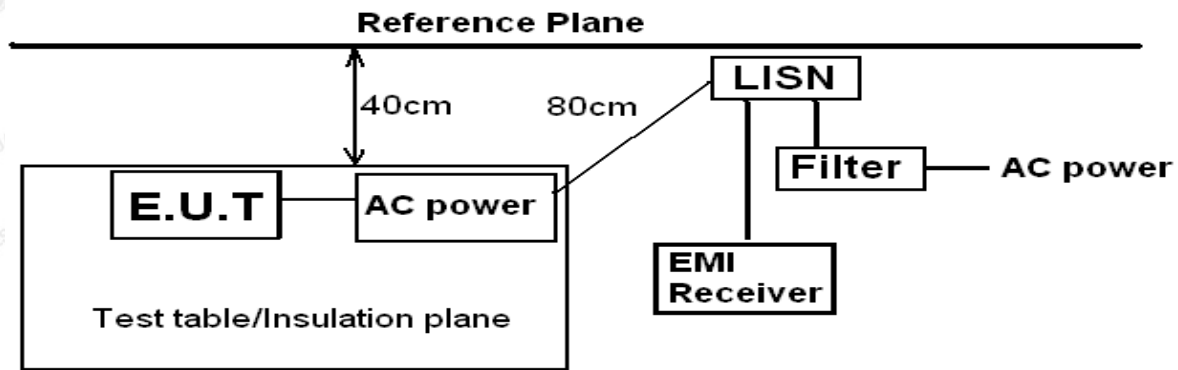 Reference Plane
LISN
40cm
80cm
Filter
AC power
E.U.T
AC power
EMI
Receiver
Test table/Insulation plane